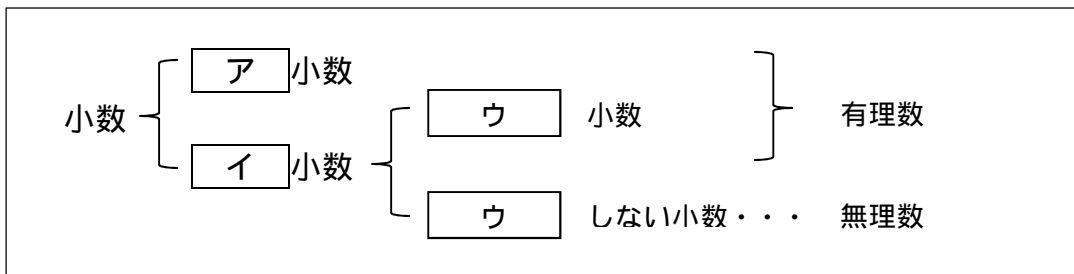 ア 小数
ウ 小数 有理数
小数
イ 小数
ウ しない小数・・・ 無理数